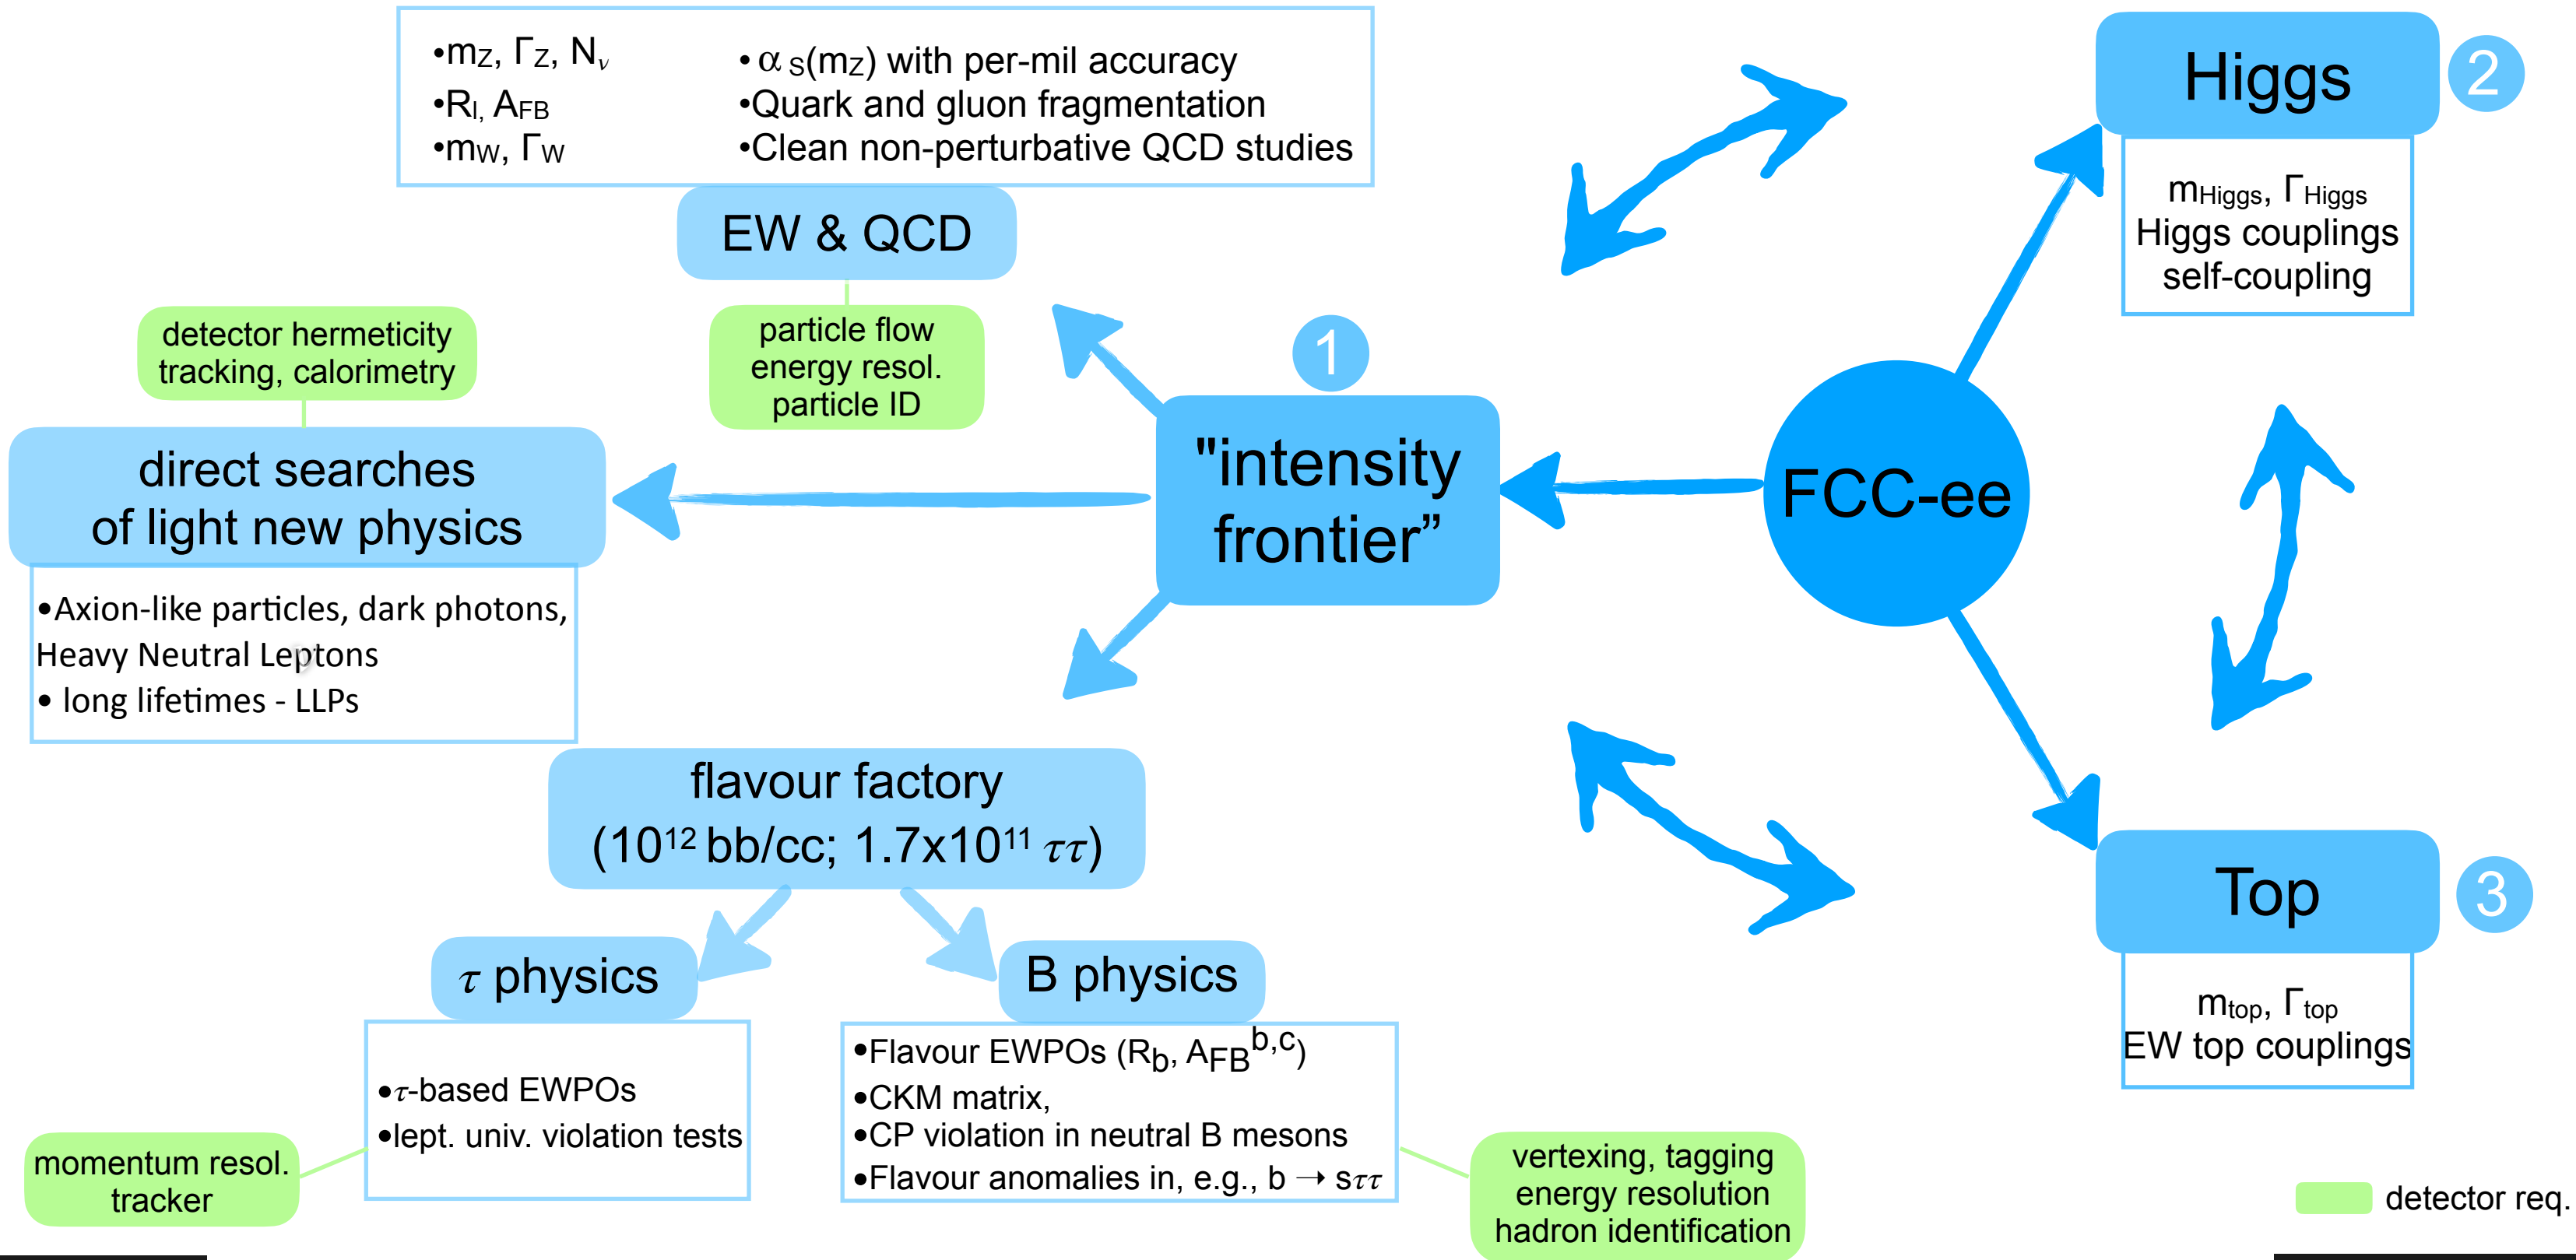 •mZ, ΓZ, Nν
•Rl, AFB
•mW, ΓW
• αS(mZ) with per-mil accuracy
•Quark and gluon fragmentation
•Clean non-perturbative QCD studies
EW & QCD
particle flow
energy resol.
particle ID
detector hermeticity
tracking, calorimetry
direct searches
of light new physics
•Axion-like particles, dark photons,
Heavy Neutral Leptons
• long lifetimes - LLPs
1
"intensity
frontier”
FCC-ee
Higgs
2
mHiggs, ΓHiggs
Higgs couplings
self-coupling
Top
3
mtop, Γtop
EW top couplings
flavour factory
(10¹² bb/cc; 1.7x10¹¹ ττ)
τ physics
•τ-based EWPOs
•lept. univ. violation tests
momentum resol.
tracker
B physics
•Flavour EWPOs (Rb, AFBb,c)
•CKM matrix,
•CP violation in neutral B mesons
•Flavour anomalies in, e.g., b → sττ
vertexing, tagging
energy resolution
hadron identification
detector req.